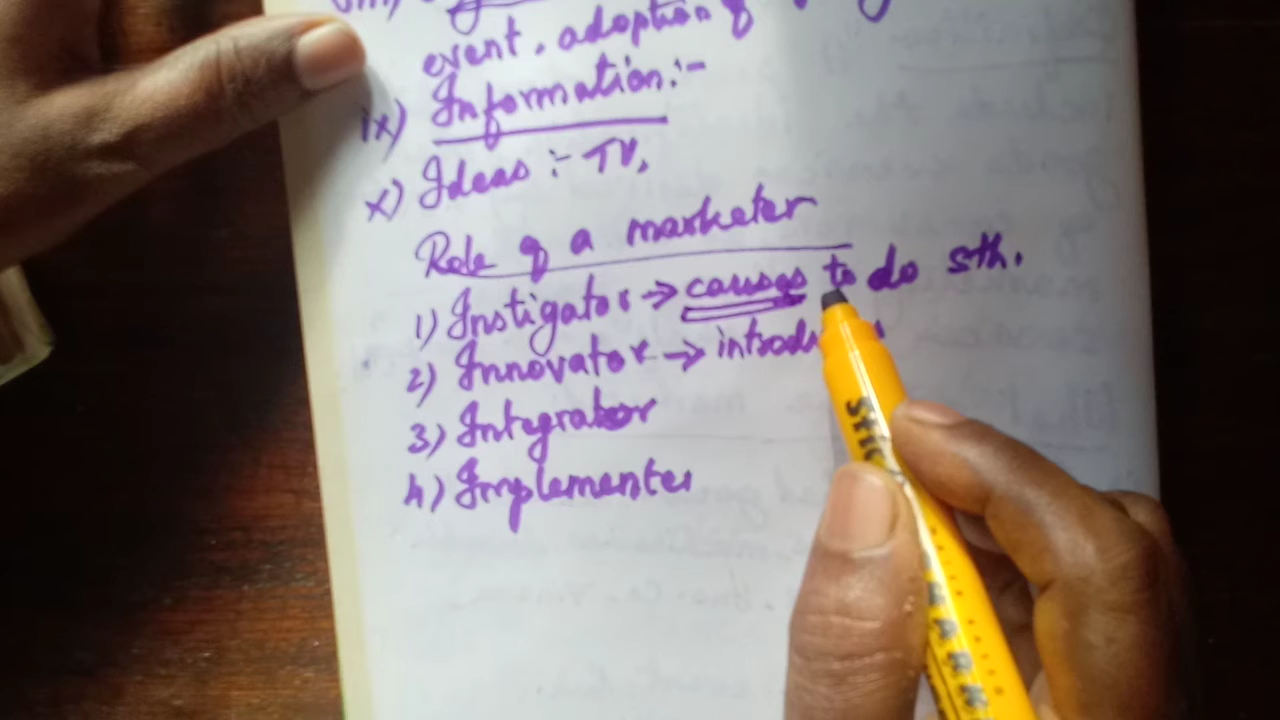 event, adoption of
ix) Information:-
x) Ideas :- TV,
Role of a marketer
1) Instigator → causes to do sth.
2) Innovator →
3) Integrator
4) Implementer